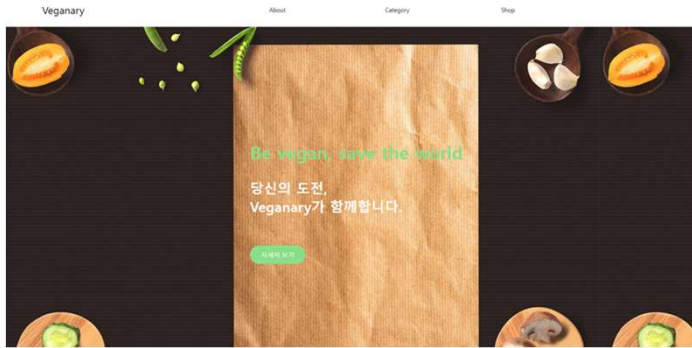 Veganary
About
Category
Shop
Be vegan, save the world
당신의 도전,
Veganary가 함께합니다.
자세히 보기